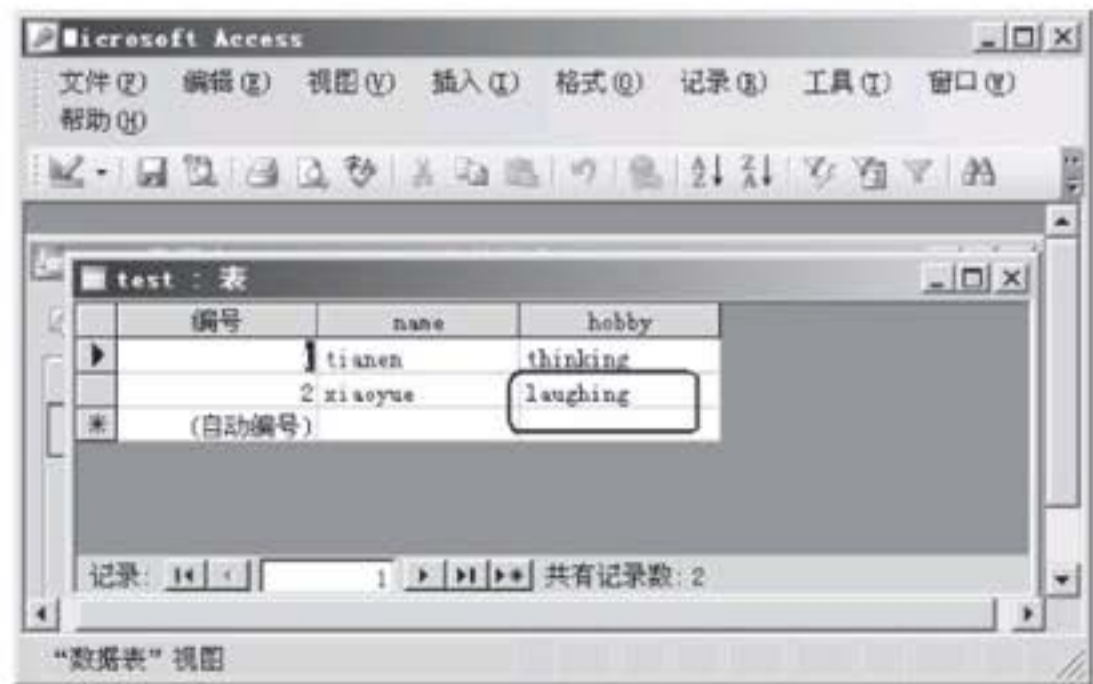 Microsoft Access
文件(F) 编辑(E) 视图(V) 插入(I) 格式(O) 记录(R) 工具(T) 窗口(W)
帮助(H)
test : 表
编号 name hobby
1 tianen thinking
2 xiaoyue laughing
(自动编号)
记录: 1 共有记录数: 2
“数据表”视图